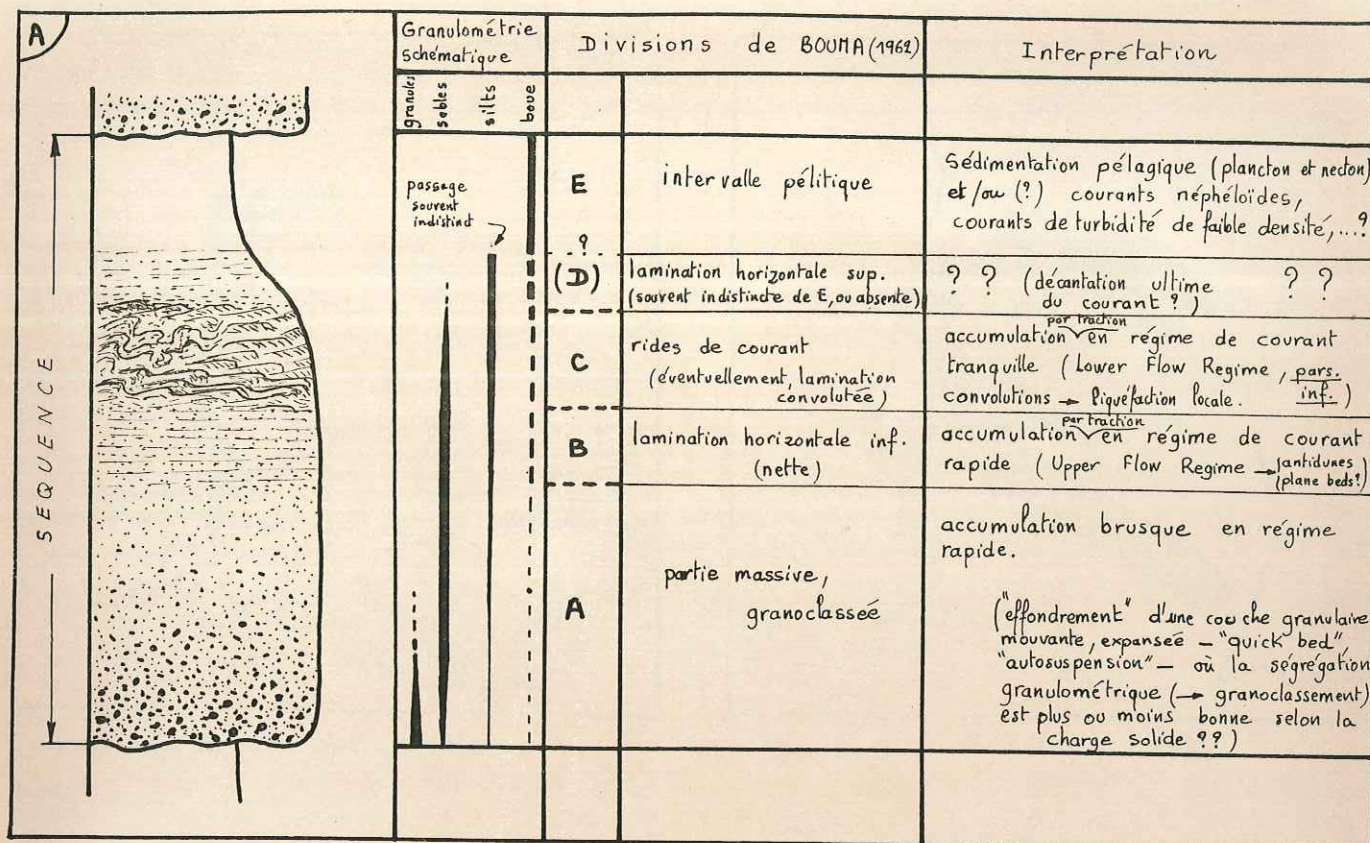 A
Granulométrie
schématique
Divisions de BOUMA (1962)
Interprétation
granules
sables
silts
boue
SEQUENCE
passage
souvent
indistinct
E
?
intervalle pélitique
Sédimentation pélagique (plancton et necton)
et/ou (?) courants néphéloïdes,
courants de turbidité de faible densité,...?
(D)
lamination horizontale sup.
(souvent indistincte de E, ou absente)
? ? (décantation ultime ? ?
du courant ?)
C
rides de courant
(éventuellement, lamination
convolutée)
par traction
accumulation en régime de courant
tranquille (Lower Flow Regime, pars.
convolutions → liquéfaction locale. inf.)
B
lamination horizontale inf.
(nette)
par traction
accumulation en régime de courant
rapide (Upper Flow Regime → (antidunes)
(plane beds?)
A
partie massive,
granoclasseé
accumulation brusque en régime
rapide.
("effondrement" d'une couche granulaire
mouvante, expanseé – "quick bed",
"autosuspension" – où la ségrégation
granulométrique (→ granoclassement)
est plus ou moins bonne selon la
charge solide ??)